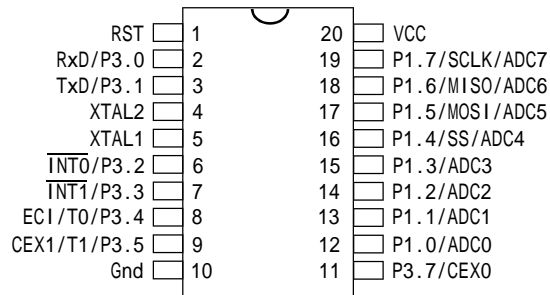 RST 1 20 VCC
RxD/P3.0 2 19 P1.7/SCLK/ADC7
TxD/P3.1 3 18 P1.6/MISO/ADC6
XTAL2 4 17 P1.5/MOSI/ADC5
XTAL1 5 16 P1.4/SS/ADC4
INT0/P3.2 6 15 P1.3/ADC3
INT1/P3.3 7 14 P1.2/ADC2
ECI/T0/P3.4 8 13 P1.1/ADC1
CEX1/T1/P3.5 9 12 P1.0/ADC0
Gnd 10 11 P3.7/CEX0